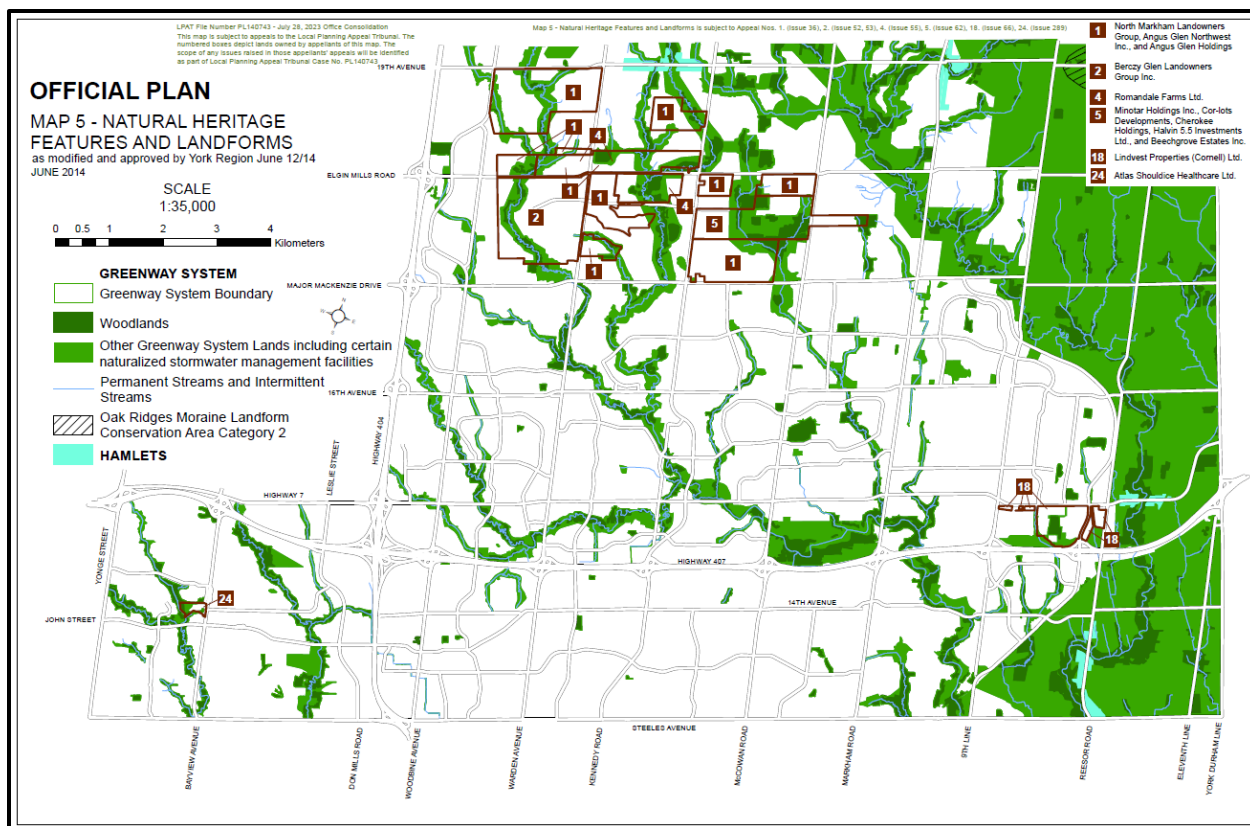 LPAT File Number PL140743 - July 28, 2023 Office Consolidation
This map is subject to appeals to the Local Planning Appeal Tribunal. The
numbered boxes depict lands owned by appellants of this map. The
scope of any issues raised in those appellants' appeals will be identified
as part of Local Planning Appeal Tribunal Case No. PL140743
Map 5 - Natural Heritage Features and Landforms is subject to Appeal Nos. 1. (Issue 36), 2. (Issue 52, 53), 4. (Issue 55), 5. (Issue 62), 18. (Issue 66), 24. (Issue 289)
1 North Markham Landowners
Group, Angus Glen Northwest
Inc., and Angus Glen Holdings
2 Berczy Glen Landowners
Group Inc.
4 Romandale Farms Ltd.
5 Minotar Holdings Inc., Cor-lots
Developments, Cherokee
Holdings, Halvin 5.5 Investments
Ltd., and Beechgrove Estates Inc.
18 Lindvest Properties (Cornell) Ltd.
24 Atlas Shouldice Healthcare Ltd.
OFFICIAL PLAN
MAP 5 - NATURAL HERITAGE
FEATURES AND LANDFORMS
as modified and approved by York Region June 12/14
JUNE 2014
SCALE
1:35,000
0 0.5 1 2 3 4
Kilometers
GREENWAY SYSTEM
Greenway System Boundary
Woodlands
Other Greenway System Lands including certain
naturalized stormwater management facilities
Permanent Streams and Intermittent
Streams
Oak Ridges Moraine Landform
Conservation Area Category 2
HAMLETS
19TH AVENUE
1
1
1
4
ELGIN MILLS ROAD
1
1
4
1
1
2
5
1
1
MAJOR MACKENZIE DRIVE
N
E
S
W
16TH AVENUE
HIGHWAY 404
LESLIE STREET
HIGHWAY 7
18
18
YONGE STREET
HIGHWAY 407
24
14TH AVENUE
JOHN STREET
STEELES AVENUE
BAYVIEW AVENUE
DON MILLS ROAD
WOODBINE AVENUE
WARDEN AVENUE
KENNEDY ROAD
McCOWAN ROAD
MARKHAM ROAD
9TH LINE
REESOR ROAD
ELEVENTH LINE
YORK DURHAM LINE